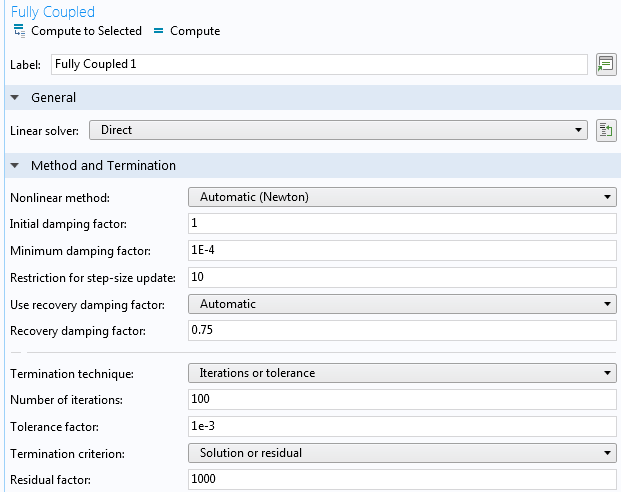 Fully Coupled
Compute to Selected = Compute
Label: Fully Coupled 1
General
Linear solver: Direct
Method and Termination
Nonlinear method: Automatic (Newton)
Initial damping factor: 1
Minimum damping factor: 1E-4
Restriction for step-size update: 10
Use recovery damping factor: Automatic
Recovery damping factor: 0.75
Termination technique: Iterations or tolerance
Number of iterations: 100
Tolerance factor: 1e-3
Termination criterion: Solution or residual
Residual factor: 1000